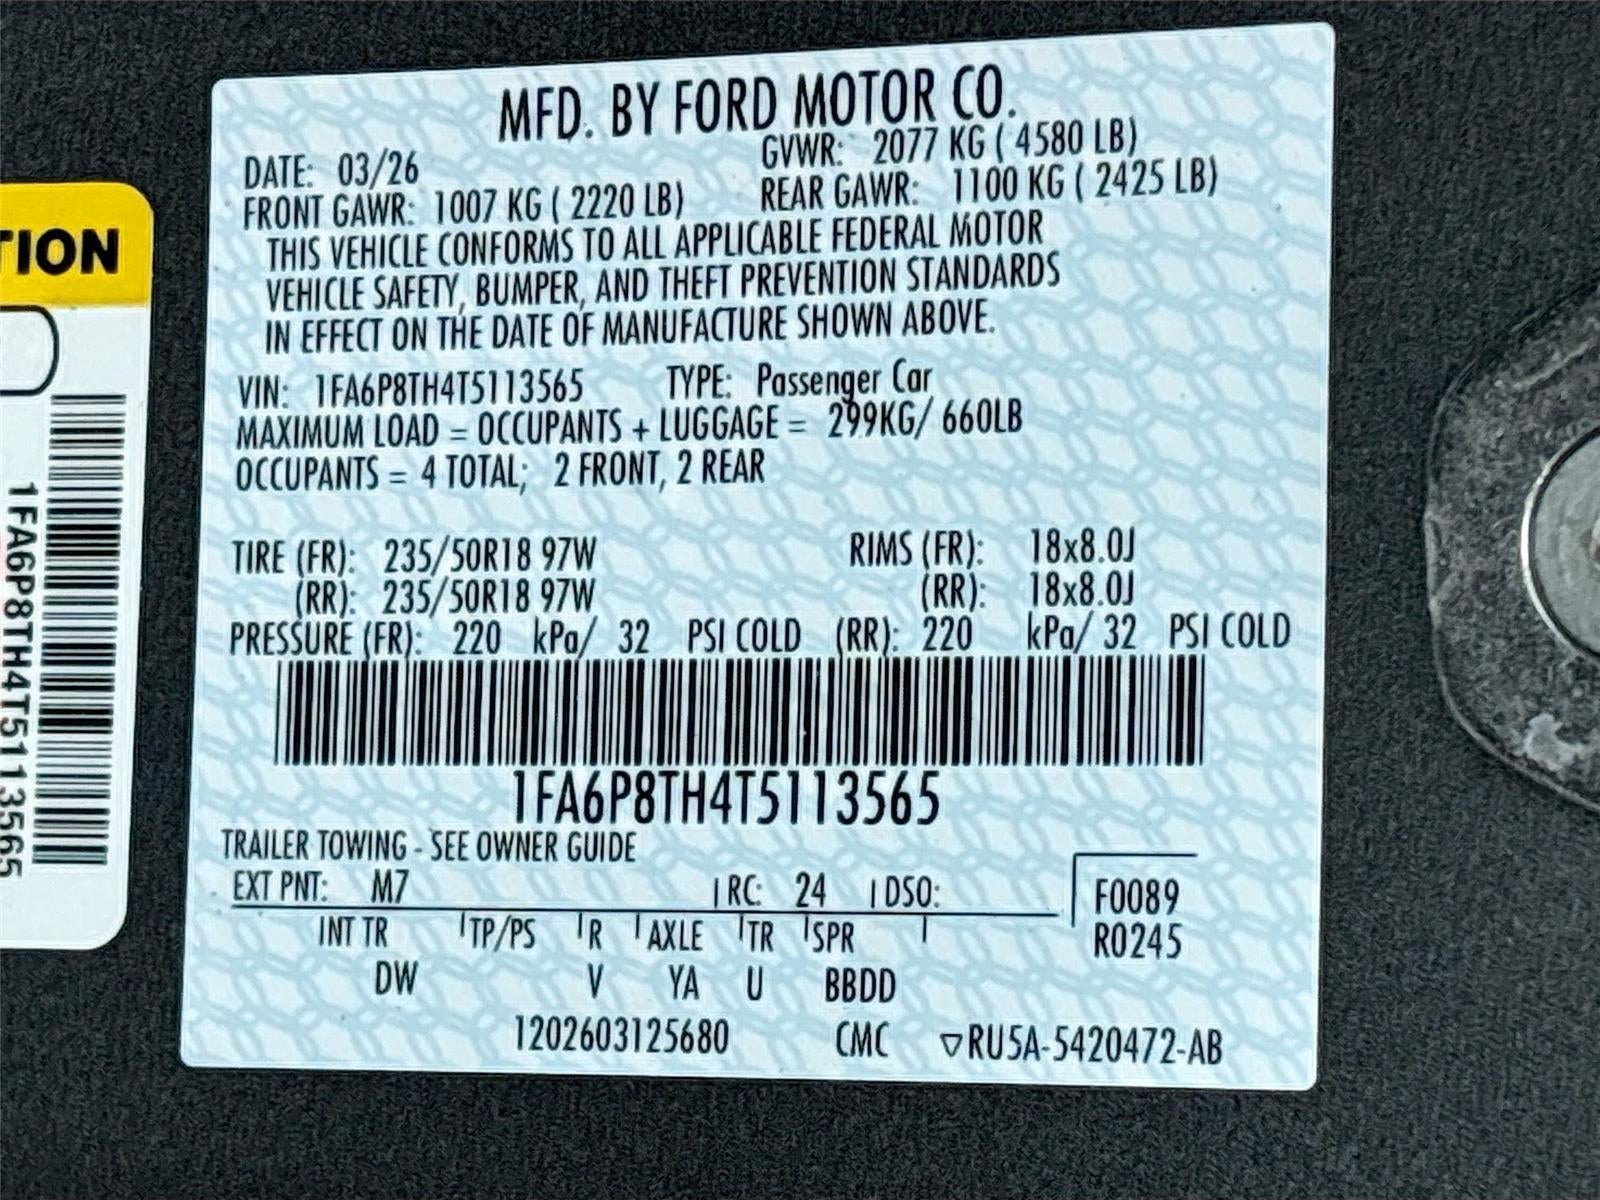 MFD. BY FORD MOTOR CO.
DATE: 03/26 GVWR: 2077 KG ( 4580 LB)
FRONT GAWR: 1007 KG ( 2220 LB) REAR GAWR: 1100 KG ( 2425 LB)
THIS VEHICLE CONFORMS TO ALL APPLICABLE FEDERAL MOTOR
VEHICLE SAFETY, BUMPER, AND THEFT PREVENTION STANDARDS
IN EFFECT ON THE DATE OF MANUFACTURE SHOWN ABOVE.
VIN: 1FA6P8TH4T5113565 TYPE: Passenger Car
MAXIMUM LOAD = OCCUPANTS + LUGGAGE = 299KG/ 660LB
OCCUPANTS = 4 TOTAL; 2 FRONT, 2 REAR
TIRE (FR): 235/50R18 97W RIMS (FR): 18x8.0J
(RR): 235/50R18 97W (RR): 18x8.0J
PRESSURE (FR): 220 kPa/ 32 PSI COLD (RR): 220 kPa/ 32 PSI COLD
1FA6P8TH4T5113565
TRAILER TOWING - SEE OWNER GUIDE
EXT PNT: M7 RC: 24 DSO:
F0089
INT TR TP/PS R AXLE TR SPR
R0245
DW V YA U BBDD
1202603125680 CMC ▽RU5A-5420472-AB
TION
1FA6P8TH4T5113565